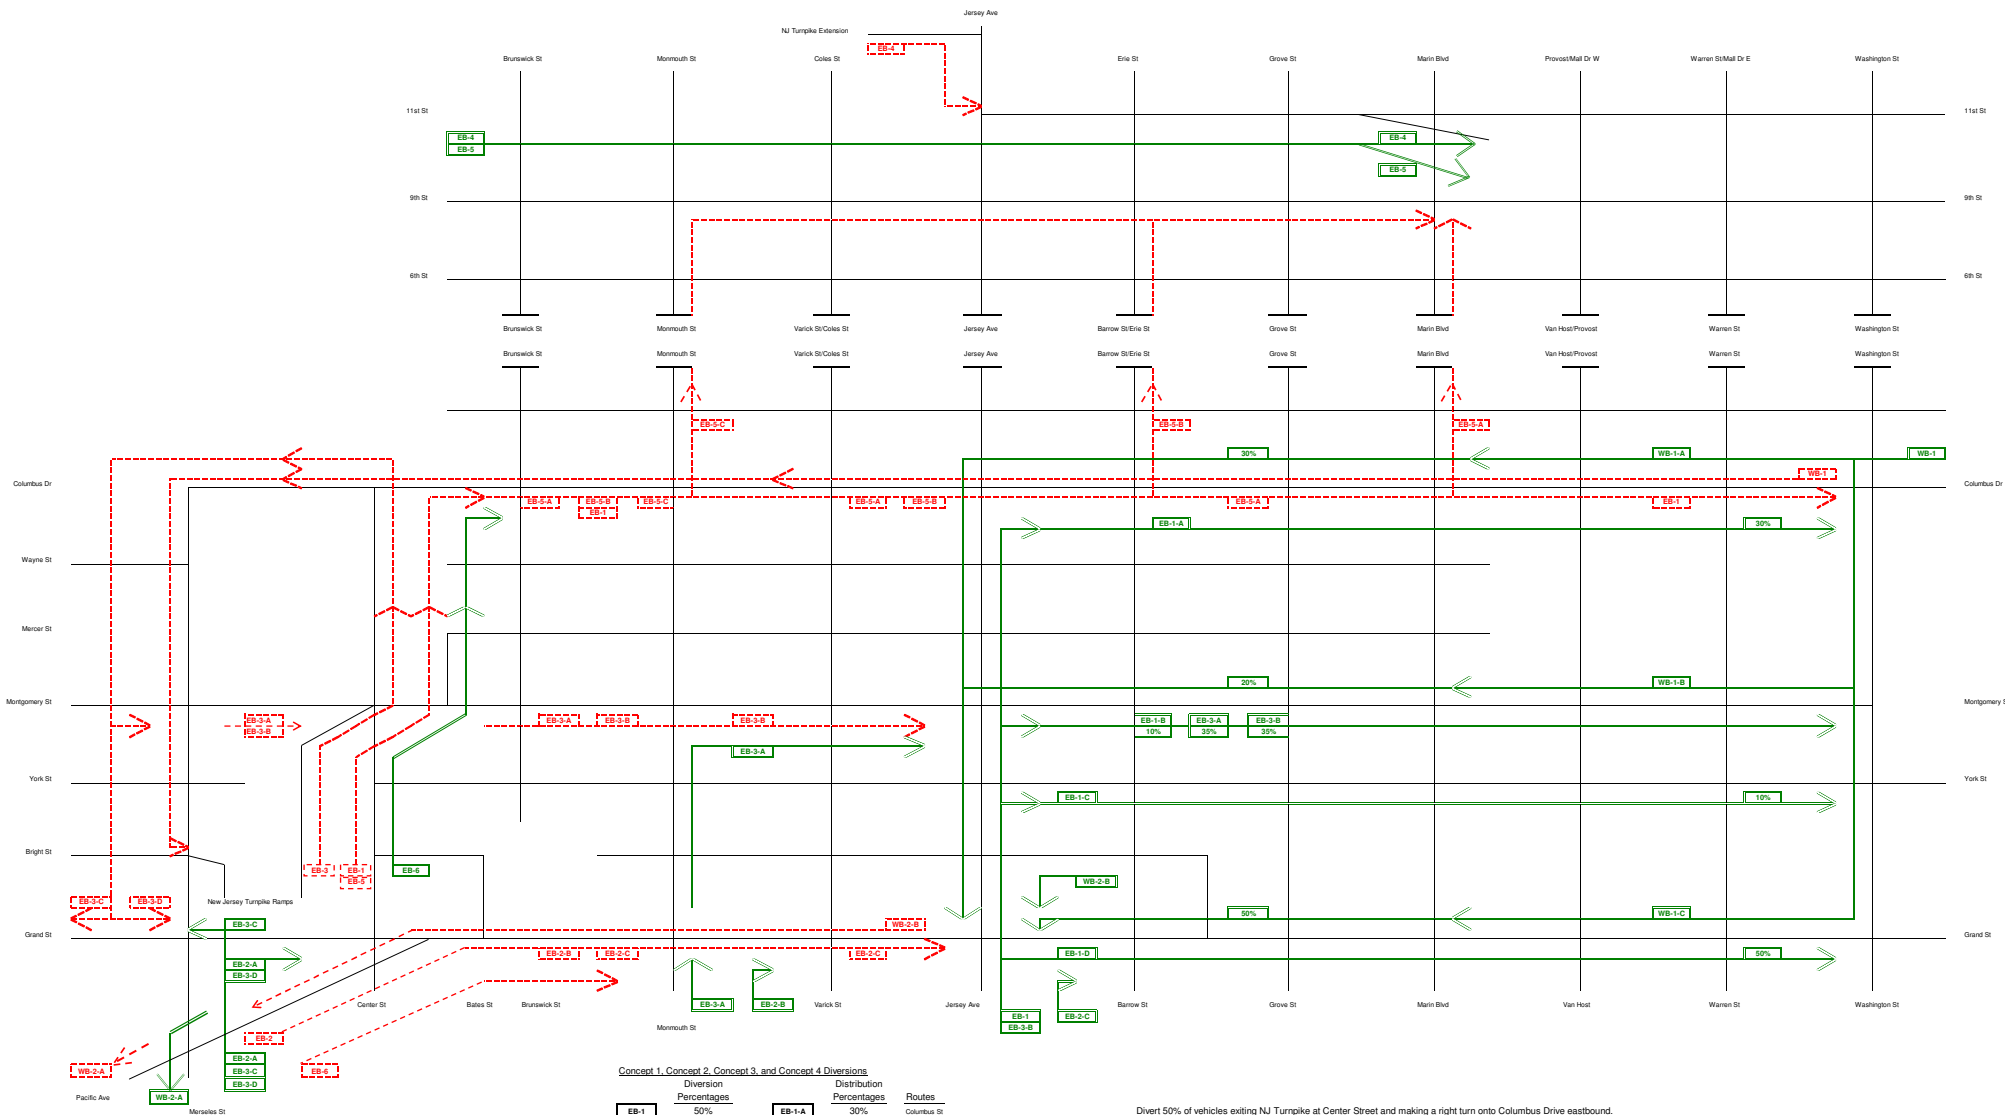 Jersey Ave
NJ Turnpike Extension
EB-4
Brunswick St
Monmouth St
Coles St
Erie St
Grove St
Marin Blvd
Provost/Mall Dr W
Warren St/Mall Dr E
Washington St
11st St
11st St
EB-4
EB-5
EB-4
EB-5
9th St
9th St
6th St
6th St
Brunswick St
Monmouth St
Varick St/Coles St
Jersey Ave
Barrow St/Erie St
Grove St
Marin Blvd
Van Host/Provost
Warren St
Washington St
Brunswick St
Monmouth St
Varick St/Coles St
Jersey Ave
Barrow St/Erie St
Grove St
Marin Blvd
Van Host/Provost
Warren St
Washington St
EB-5-C
EB-5-B
EB-5-A
30%
WB-1-A
WB-1
WB-1
Columbus Dr
Columbus Dr
EB-5-A
EB-5-B
EB-5-C
EB-5-A
EB-5-B
EB-5-A
EB-1
EB-1
EB-1-A
30%
Wayne St
Mercer St
20%
WB-1-B
Montgomery St
Montgomery S
EB-3-A
EB-3-B
EB-3-A
EB-3-B
EB-3-B
EB-1-B
EB-3-A
EB-3-B
10%
35%
35%
EB-3-A
York St
York St
EB-1-C
10%
Bright St
EB-3
EB-1
EB-5
EB-6
WB-2-B
EB-3-C
EB-3-D
New Jersey Turnpike Ramps
50%
WB-1-C
EB-3-C
WB-2-B
Grand St
Grand St
EB-2-B
EB-2-C
EB-2-C
EB-1-D
50%
EB-2-A
EB-3-D
Center St
Bates St
Brunswick St
EB-3-A
EB-2-B
Varick St
Jersey Ave
Barrow St
Grove St
Marin Blvd
Van Host
Warren St
Washington St
EB-1
EB-3-B
EB-2-C
Monmouth St
EB-2
EB-2-A
EB-3-C
EB-3-D
WB-2-A
EB-6
Pacific Ave
WB-2-A
Merseles St
Concept 1, Concept 2, Concept 3, and Concept 4 Diversions
Diversion
Distribution
Percentages
Percentages
Routes
EB-1
50%
EB-1-A
30%
Columbus St
Divert 50% of vehicles exiting NJ Turnpike at Center Street and making a right turn onto Columbus Drive eastbound.